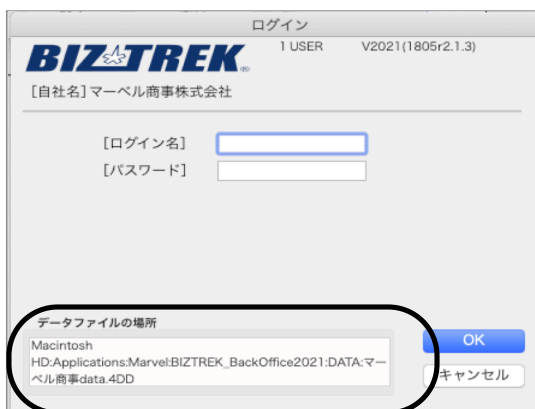 ログイン
BIZTREK®
1 USER V2021(1805r2.1.3)
[自社名]マーベル商事株式会社
[ログイン名]
[パスワード]
データファイルの場所
Macintosh
HD:Applications:Marvel:BIZTREK_BackOffice2021:DATA:マー
ベル商事data.4DD
OK
キャンセル